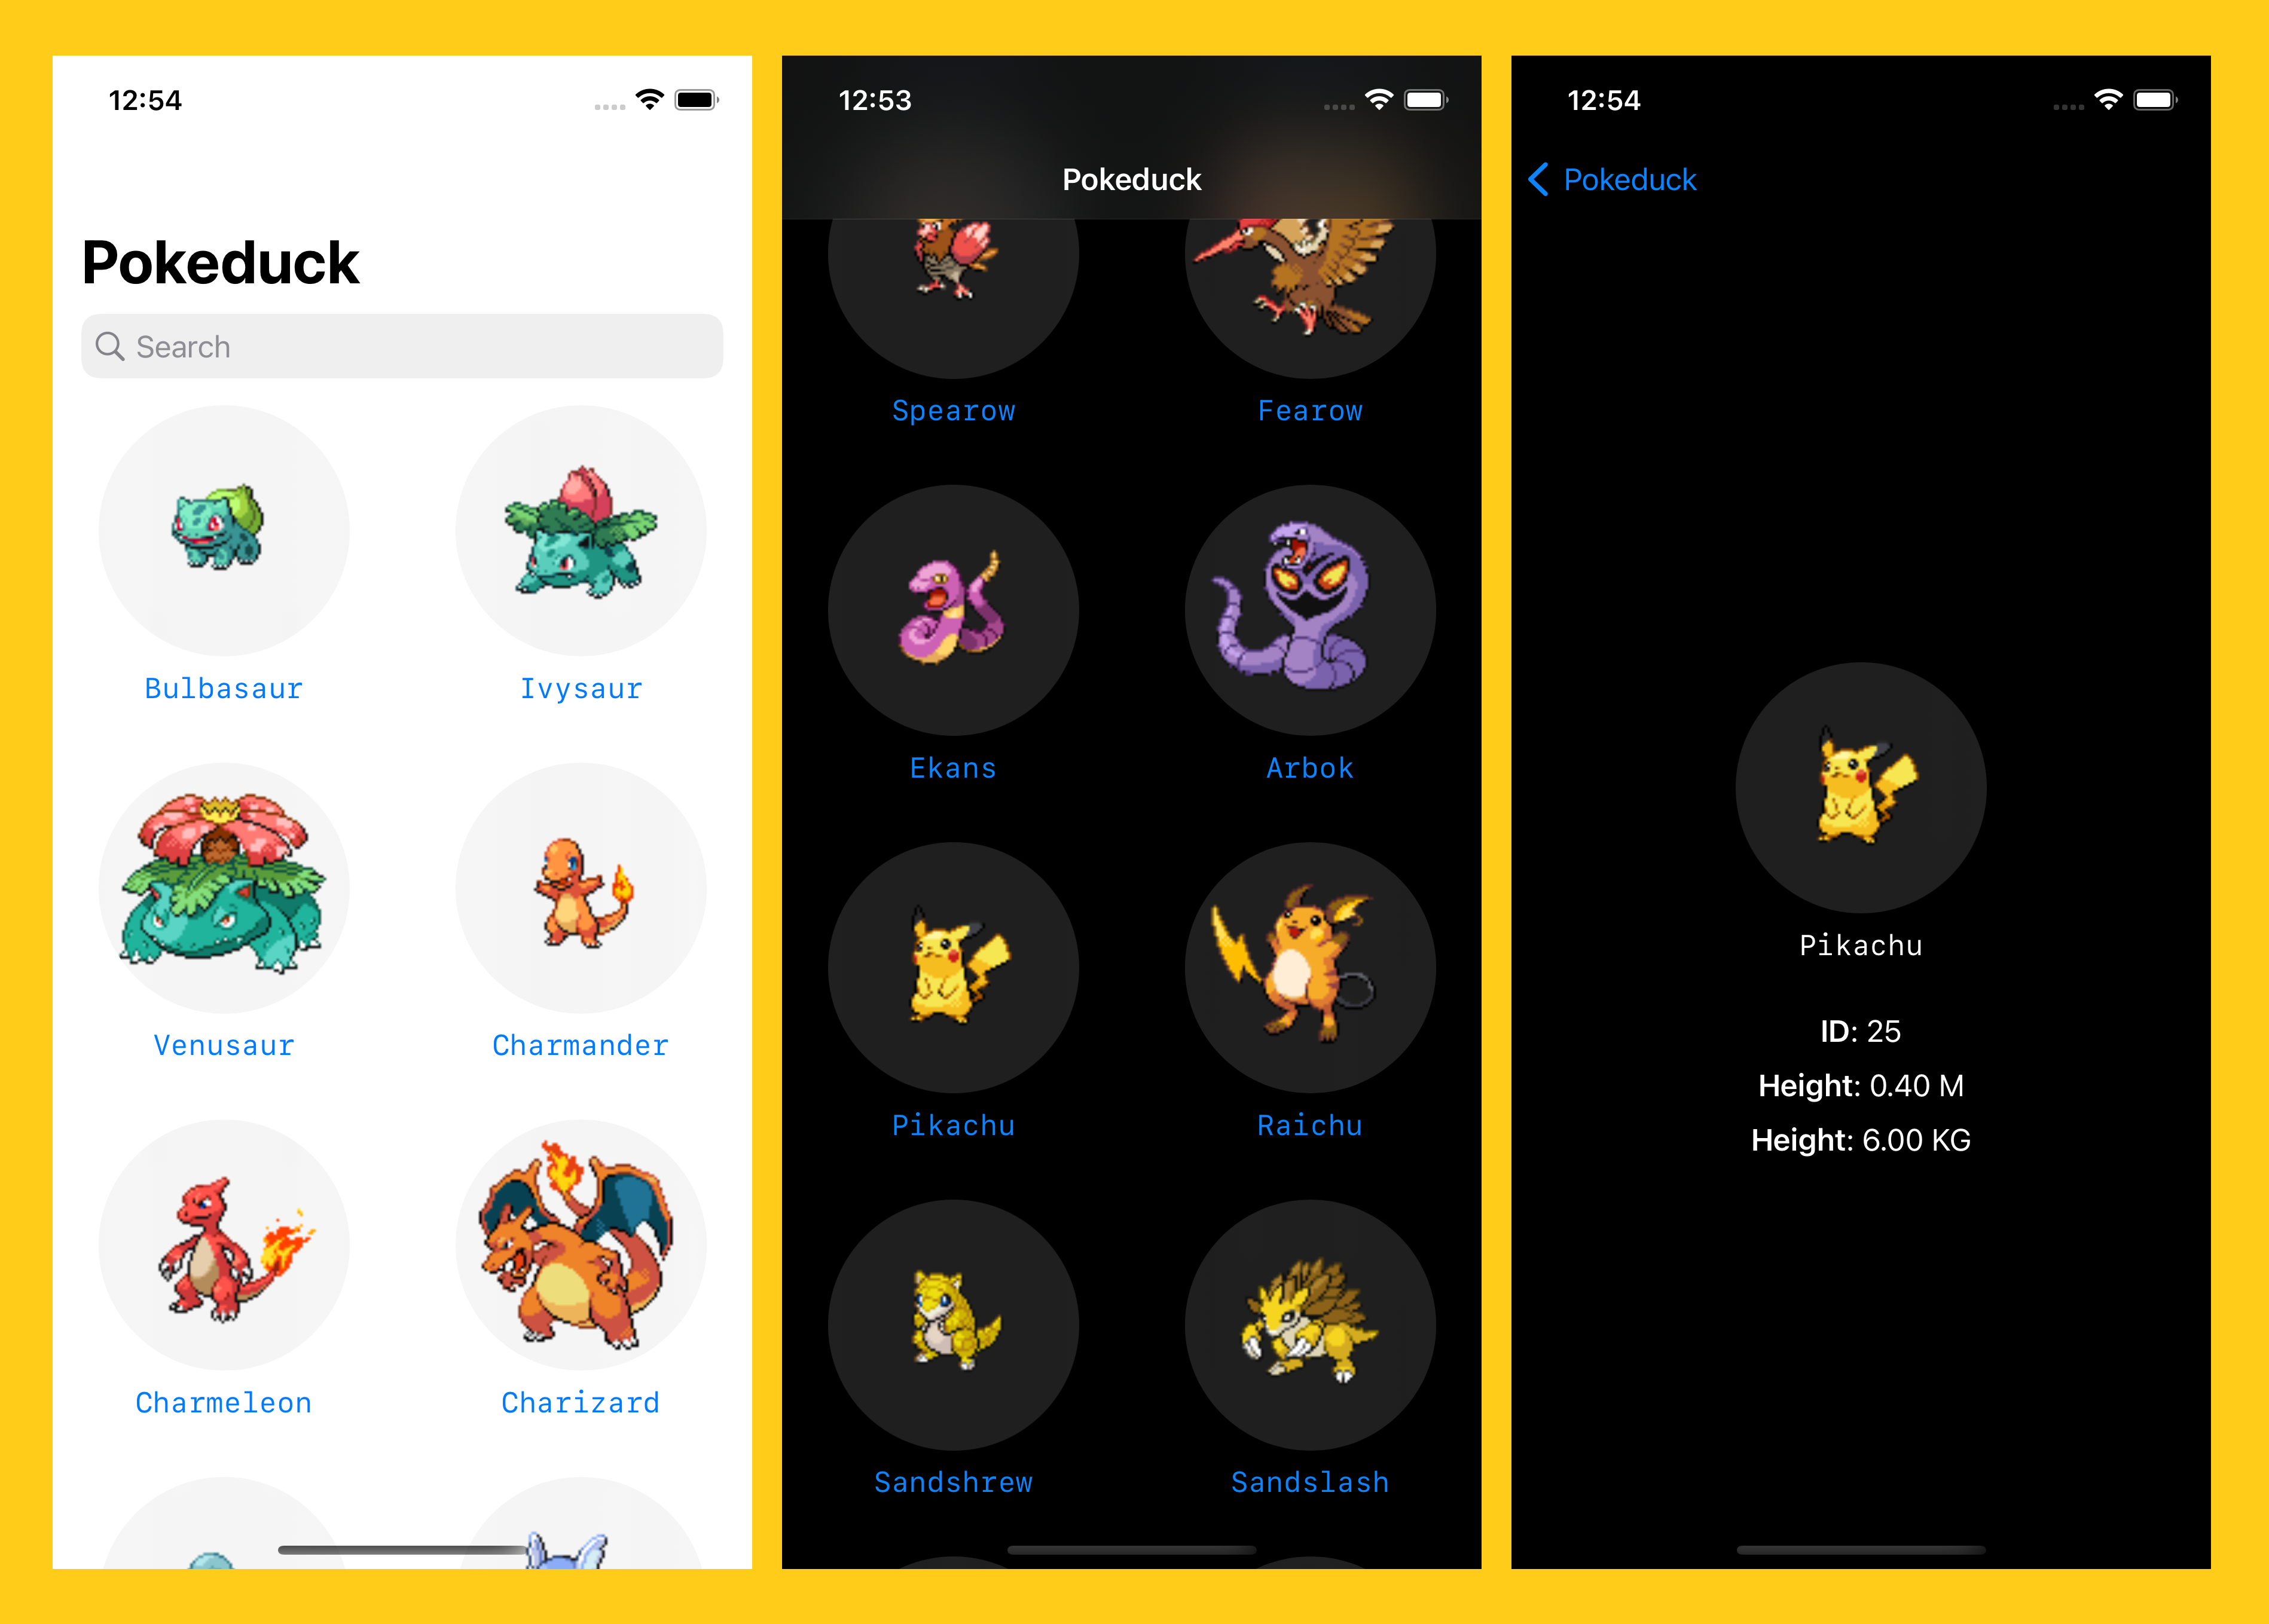 12:54
Pokeduck
Search
Bulbasaur
Ivysaur
Venusaur
Charmander
Charmeleon
Charizard
12:53
Pokeduck
Spearow
Fearow
Ekans
Arbok
Pikachu
Raichu
Sandshrew
Sandslash
12:54
Pokeduck
Pikachu
ID: 25
Height: 0.40 M
Height: 6.00 KG